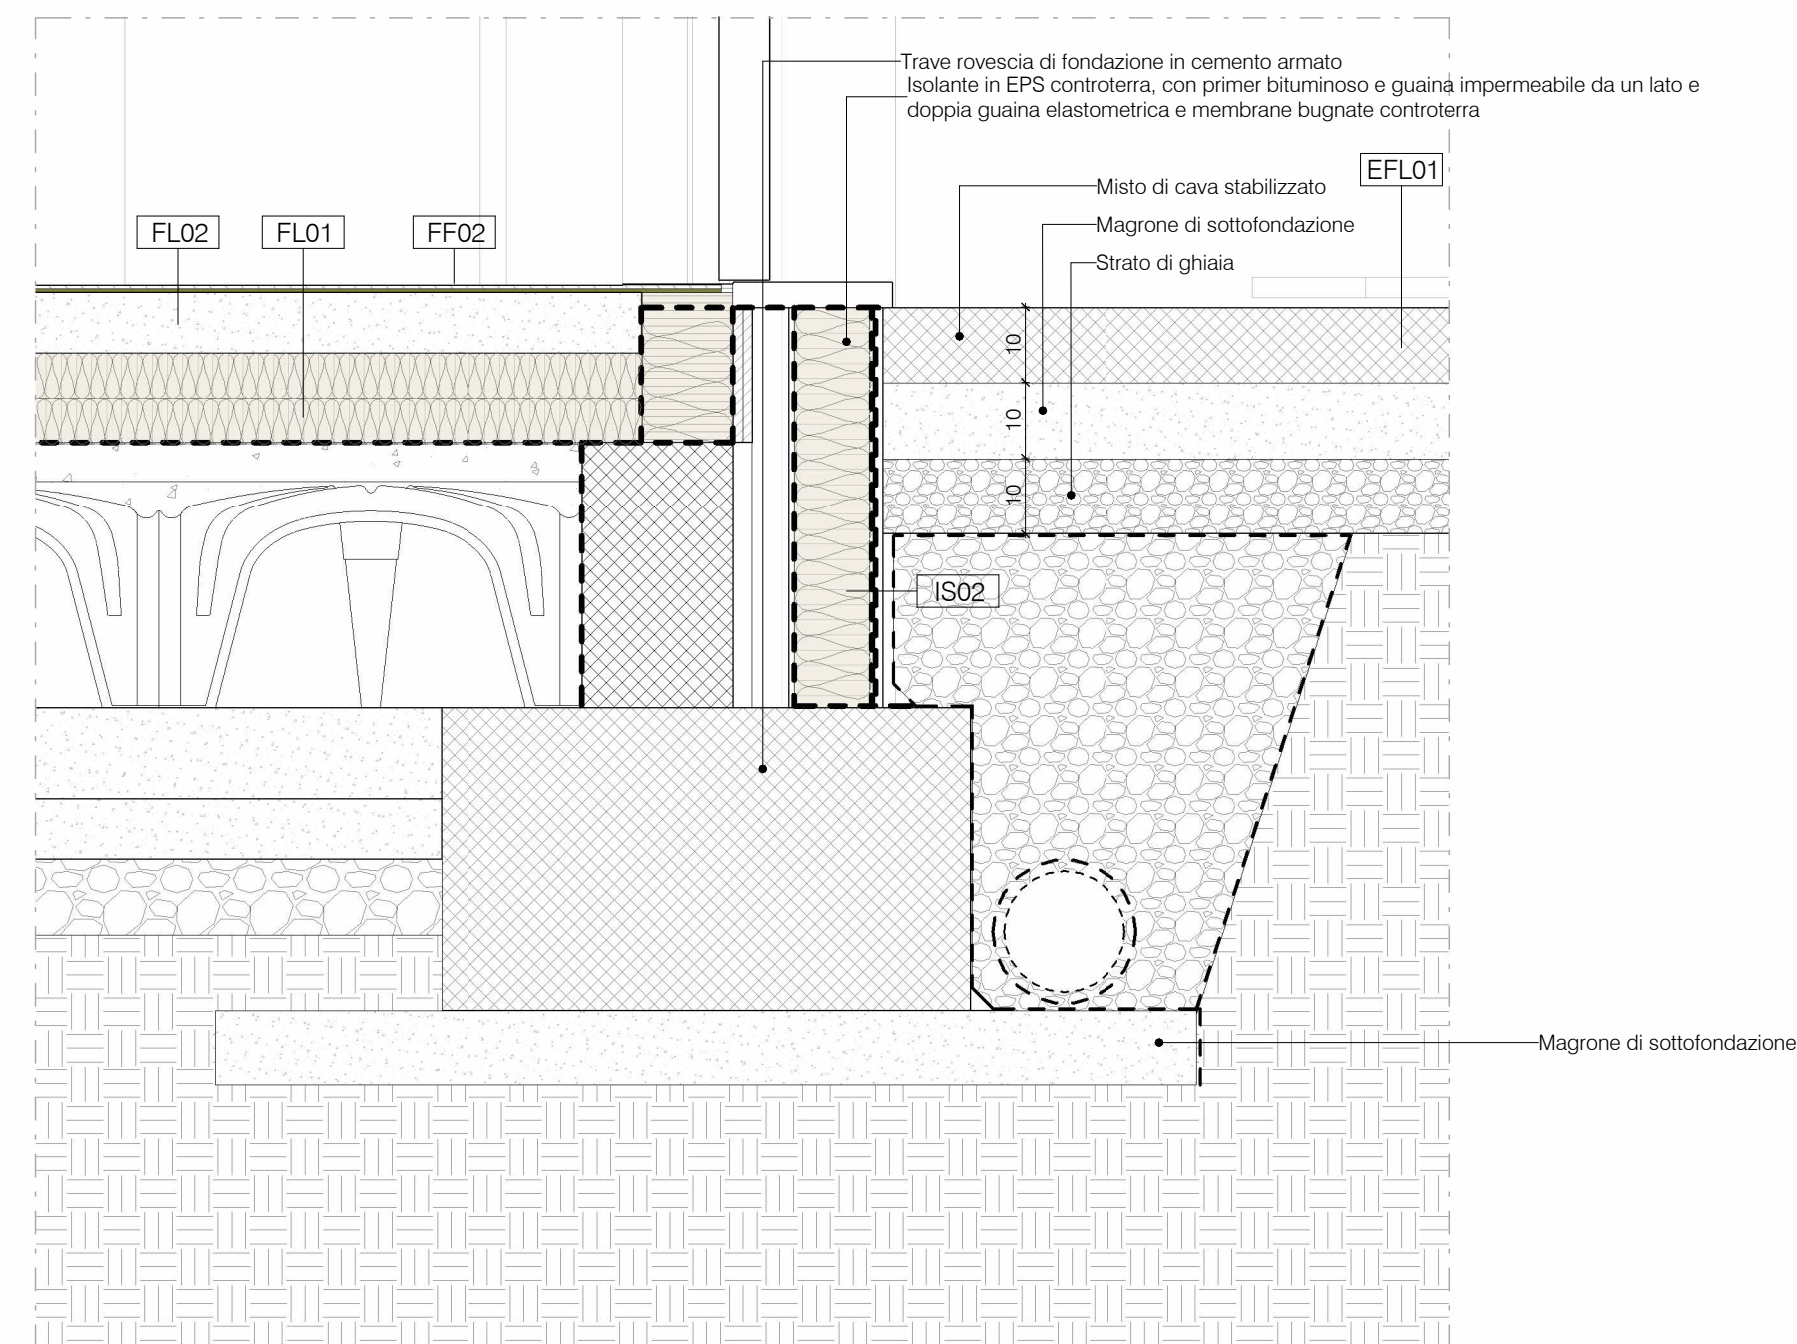 Trave rovescia di fondazione in cemento armato
Isolante in EPS controterra, con primer bituminoso e guaina impermeabile da un lato e
doppia guaina elastometrica e membrane bugnate controterra
EFL01
Misto di cava stabilizzato
Magrone di sottofondazione
Strato di ghiaia
FL02
FL01
FF02
10
10
10
IS02
Magrone di sottofondazione